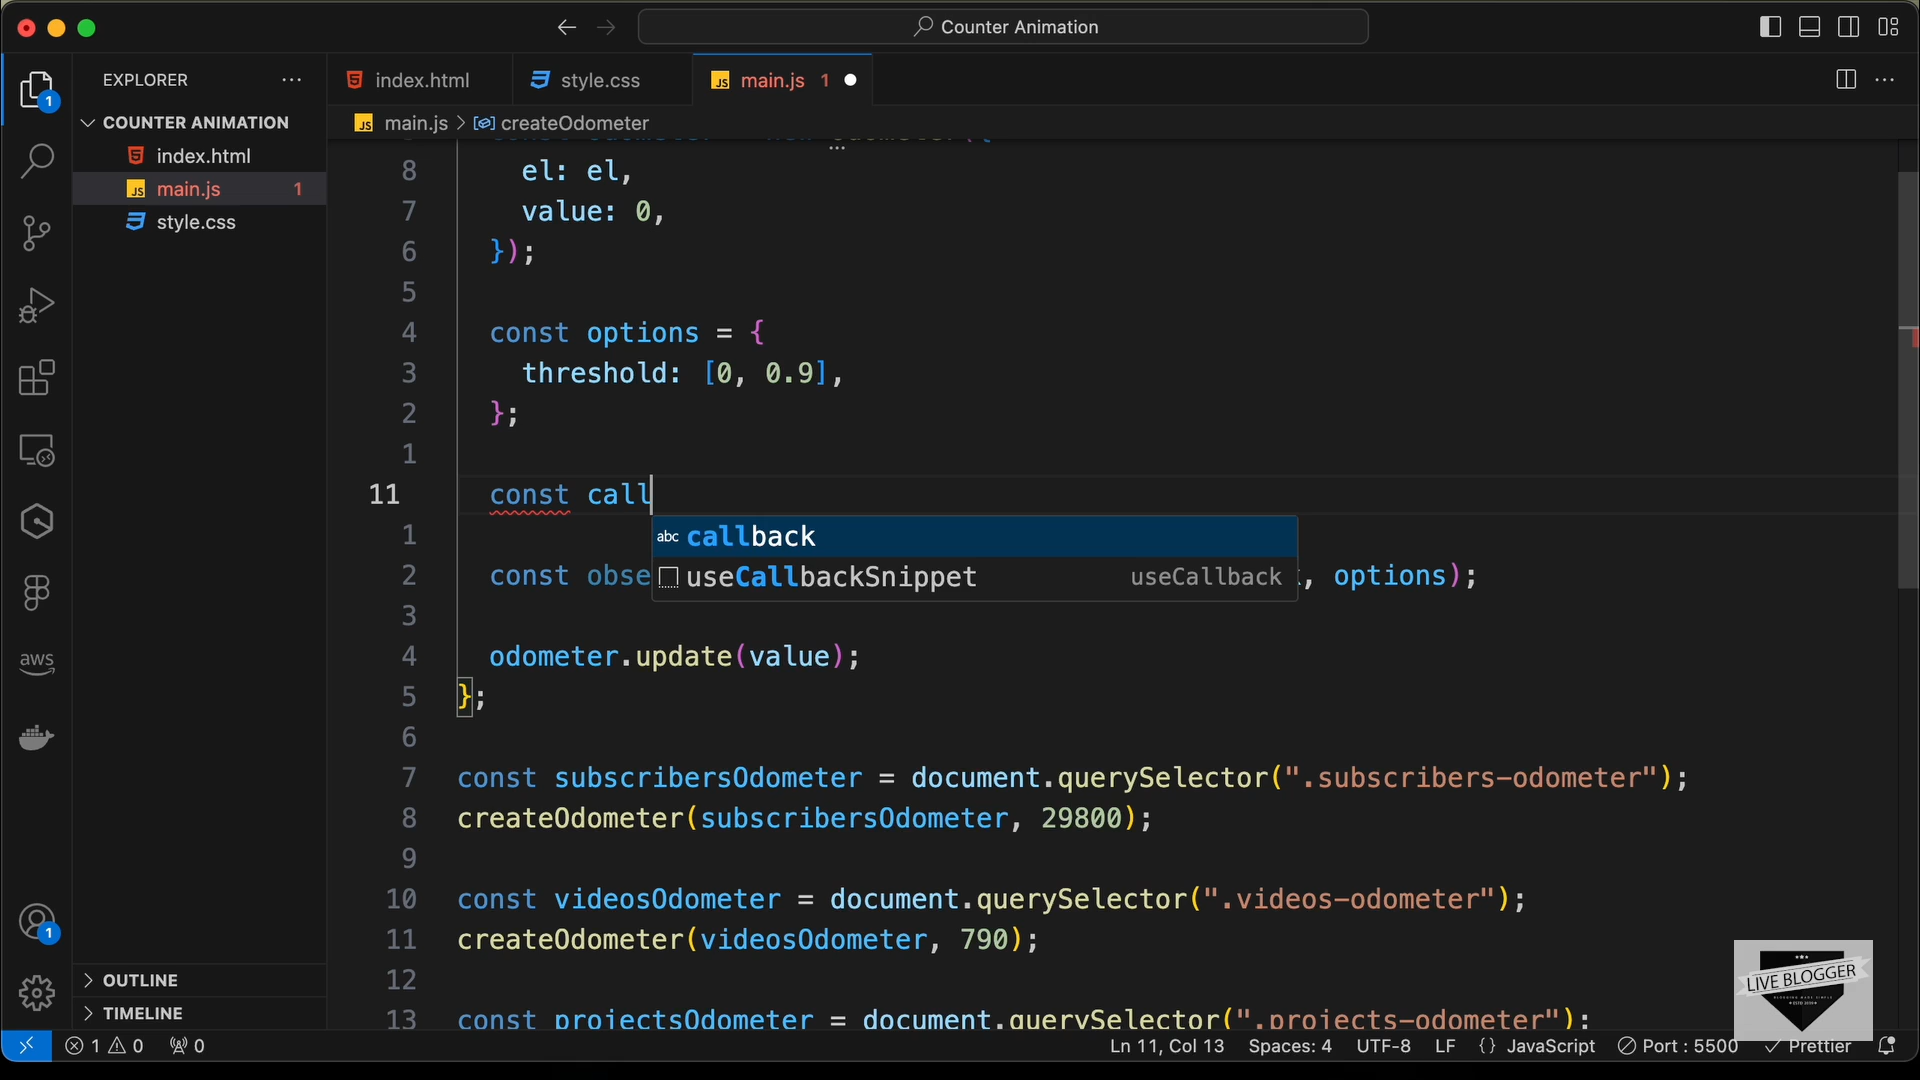 Counter Animation
EXPLORER
index.html
style.css
main.js 1
COUNTER ANIMATION
main.js > createOdometer
index.html
main.js 1
style.css
8 el: el,
7 value: 0,
6 });
5
4 const options = {
3 threshold: [0, 0.9],
2 };
1
11 const call
1
callback
2 const obse
useCallbackSnippet useCallback
, options);
3
4 odometer.update(value);
5 };
6
7 const subscribersOdometer = document.querySelector(".subscribers-odometer");
8 createOdometer(subscribersOdometer, 29800);
9
10 const videosOdometer = document.querySelector(".videos-odometer");
11 createOdometer(videosOdometer, 790);
12
13 const projectsOdometer = document.querySelector(".projects-odometer");
aws
1
1
OUTLINE
TIMELINE
LIVE BLOGGER
1 0 0
Ln 11, Col 13 Spaces: 4 UTF-8 LF {} JavaScript Port : 5500 Prettier